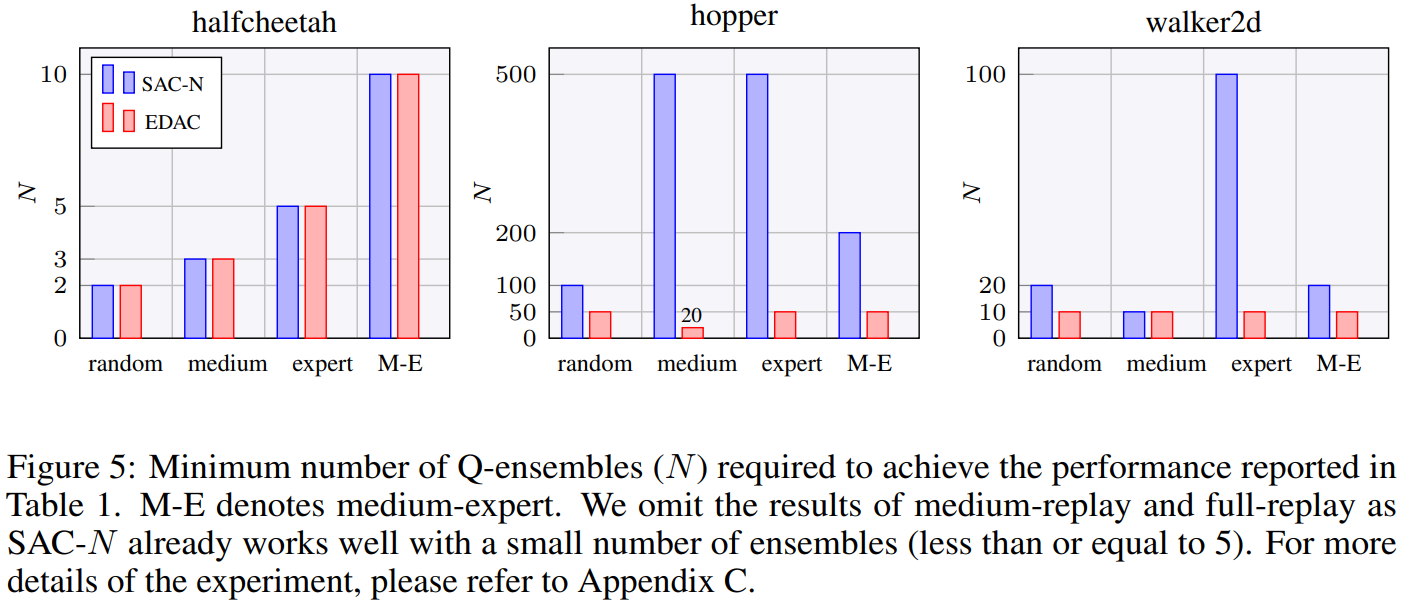 halfcheetah
10
5
3
2
0
N
SAC-N
EDAC
random medium expert M-E
hopper
500
200
100
50
0
N
20
random medium expert M-E
walker2d
100
20
10
0
N
random medium expert M-E
Figure 5: Minimum number of Q-ensembles (N) required to achieve the performance reported in
Table 1. M-E denotes medium-expert. We omit the results of medium-replay and full-replay as
SAC-N already works well with a small number of ensembles (less than or equal to 5). For more
details of the experiment, please refer to Appendix C.